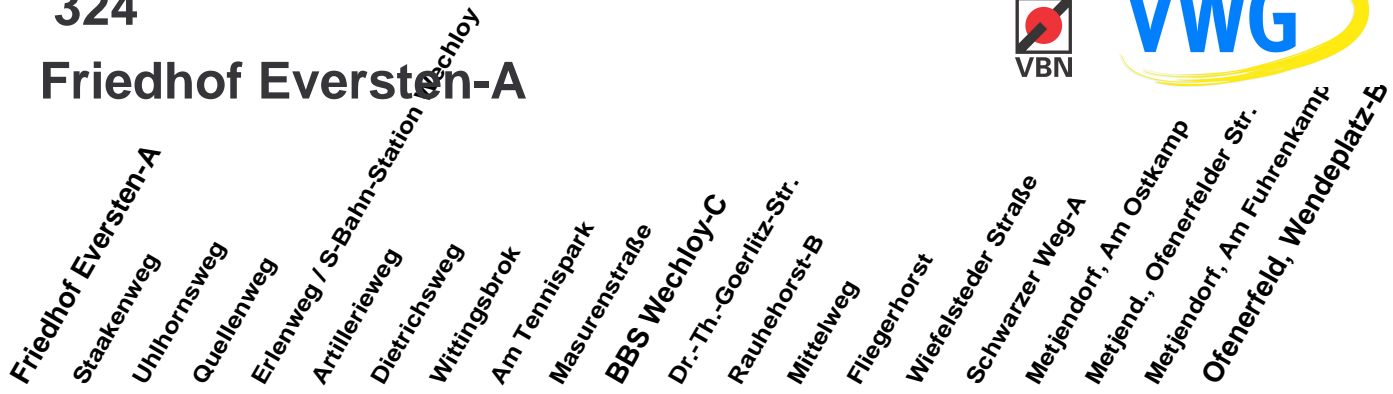 324
Friedhof Eversten-A
VBN
VWG
Friedhof Eversten-A
Staakenweg
Uhlhornsweg
Quellenweg
Erlenweg / S-Bahn-Station Wechloy
Artillerieweg
Dietrichsweg
Wittingsbrok
Am Tennispark
Masurenstraße
BBS Wechloy-C
Dr.-Th.-Goerlitz-Str.
Rauhehorst-B
Mittelweg
Fliegerhorst
Wiefelsteder Straße
Schwarzer Weg-A
Metjendorf, Am Ostkamp
Metjend., Ofenerfelder Str.
Metjendorf, Am Fuhrenkamp
Ofenerfeld, Wendeplatz-B